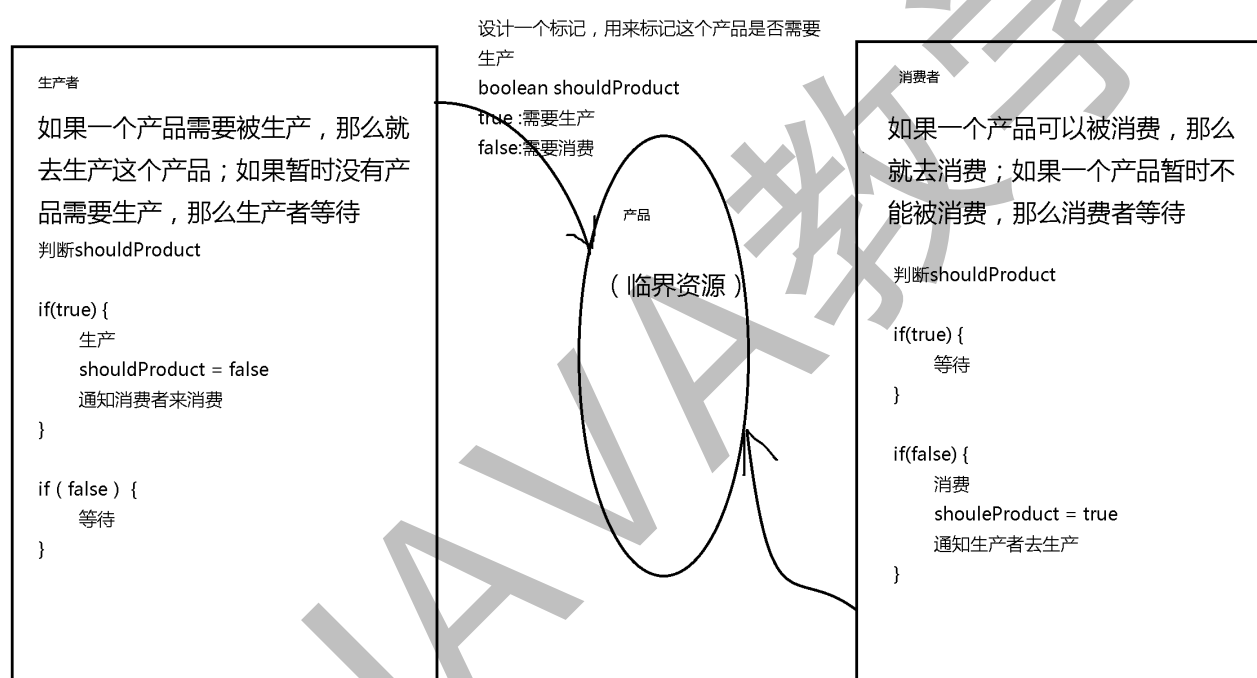 设计一个标记，用来标记这个产品是否需要
生产
boolean shouldProduct
true :需要生产
false:需要消费
生产者
如果一个产品需要被生产，那么就
去生产这个产品；如果暂时没有产
品需要生产，那么生产者等待
判断shouldProduct
if(true) {
生产
shouldProduct = false
通知消费者来消费
}
if（false）{
等待
}
产品
（临界资源）
消费者
如果一个产品可以被消费，那么
就去消费；如果一个产品暂时不
能被消费，那么消费者等待
判断shouldProduct
if(true) {
等待
}
if(false) {
消费
shouleProduct = true
通知生产者去生产
}
JAVA教学